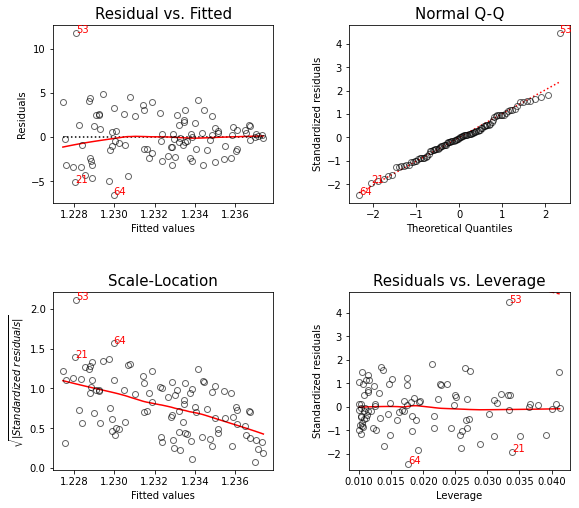 Residual vs. Fitted
Residuals
10
5
0
−5
53
21
64
1.228 1.230 1.232 1.234 1.236
Fitted values
Normal Q-Q
Standardized residuals
4
3
2
1
0
−1
−2
53
21
64
−2 −1 0 1 2
Theoretical Quantiles
Scale-Location
√|Standardized residuals|
2.0
1.5
1.0
0.5
0.0
53
64
21
1.228 1.230 1.232 1.234 1.236
Fitted values
Residuals vs. Leverage
Standardized residuals
4
3
2
1
0
−1
−2
53
21
64
0.010 0.015 0.020 0.025 0.030 0.035 0.040
Leverage